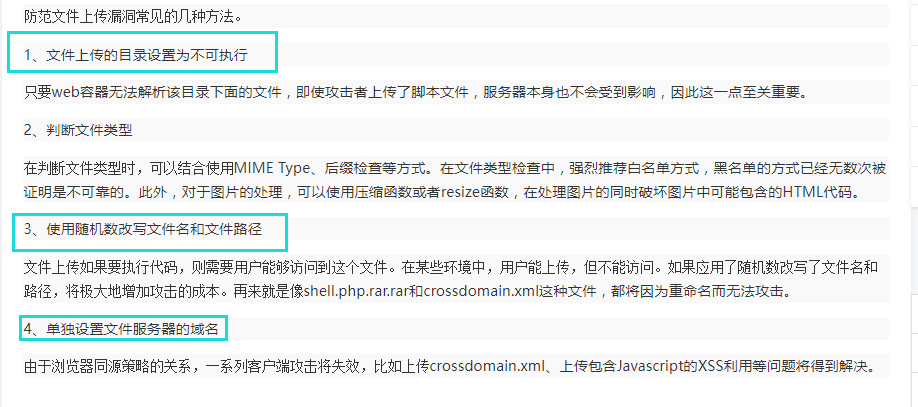 防范文件上传漏洞常见的几种方法。
1、文件上传的目录设置为不可执行
只要web容器无法解析该目录下面的文件，即使攻击者上传了脚本文件，服务器本身也不会受到影响，因此这一点至关重要。
2、判断文件类型
在判断文件类型时，可以结合使用MIME Type、后缀检查等方式。在文件类型检查中，强烈推荐白名单方式，黑名单的方式已经无数次被
证明是不可靠的。此外，对于图片的处理，可以使用压缩函数或者resize函数，在处理图片的同时破坏图片中可能包含的HTML代码。
3、使用随机数改写文件名和文件路径
文件上传如果要执行代码，则需要用户能够访问到这个文件。在某些环境中，用户能上传，但不能访问。如果应用了随机数改写了文件名和
路径，将极大地增加攻击的成本。再来就是像shell.php.rar.rar和crossdomain.xml这种文件，都将因为重命名而无法攻击。
4、单独设置文件服务器的域名
由于浏览器同源策略的关系，一系列客户端攻击将失效，比如上传crossdomain.xml、上传包含Javascript的XSS利用等问题将得到解决。